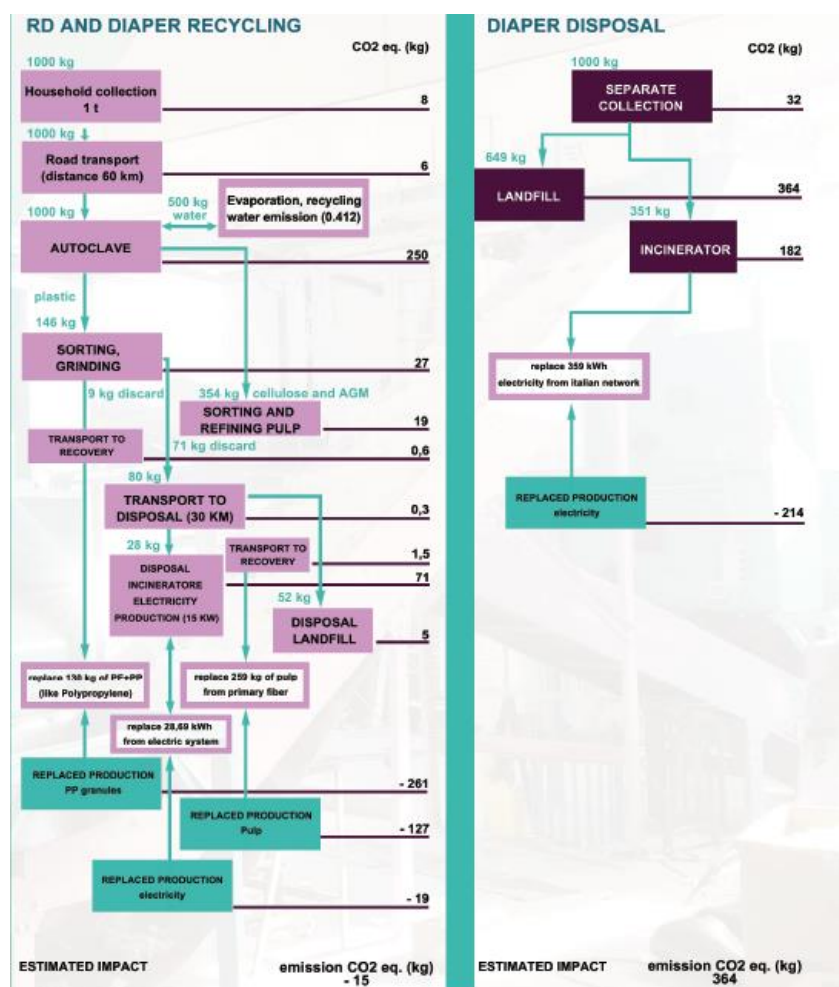 RD AND DIAPER RECYCLING
CO2 eq. (kg)
1000 kg
Household collection
1 t
8
1000 kg
Road transport
(distance 60 km)
6
1000 kg
500 kg
water
Evaporation, recycling
water emission (0.412)
AUTOCLAVE
250
plastic
146 kg
SORTING,
GRINDING
27
9 kg discard
354 kg cellulose and AGM
SORTING AND
REFINING PULP
19
TRANSPORT TO
RECOVERY
71 kg discard
0,6
80 kg
TRANSPORT TO
DISPOSAL (30 KM)
0,3
28 kg
TRANSPORT TO
RECOVERY
1,5
DISPOSAL
INCINERATORE
ELECTRICITY
PRODUCTION (15 KW)
71
52 kg
DISPOSAL
LANDFILL
5
replace 130 kg of PE+PP
(like Polypropylene)
replace 259 kg of pulp
from primary fiber
replace 28,69 kWh
from electric system
REPLACED PRODUCTION
PP granules
- 261
REPLACED PRODUCTION
Pulp
- 127
REPLACED PRODUCTION
electricity
- 19
ESTIMATED IMPACT
emission CO2 eq. (kg)
- 15
DIAPER DISPOSAL
CO2 (kg)
1000 kg
SEPARATE
COLLECTION
32
649 kg
LANDFILL
364
351 kg
INCINERATOR
182
replace 359 kWh
electricity from italian network
REPLACED PRODUCTION
electricity
- 214
ESTIMATED IMPACT
emission CO2 eq. (kg)
364